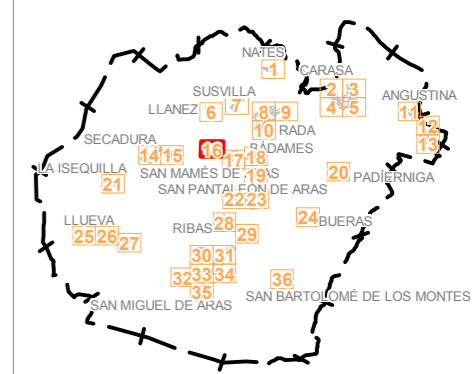 NATES
1
CARASA
2 3
SUSVILLA
ANGUSTINA
LLANEZ 6 7 8 9 4 5 11
10 RADA 12
SECADURA 13
14 15 16 17 18 RÁDAMES
LA ISEQUILLA SAN MAMÉS DE ARAS 19 20 PADIERNIGA
21 SAN PANTALEÓN DE ARAS
22 23
LLUEVA RIBAS 28 24 BUERAS
25 26 27 29
30 31
32 33 34 36
35 SAN BARTOLOMÉ DE LOS MONTES
SAN MIGUEL DE ARAS